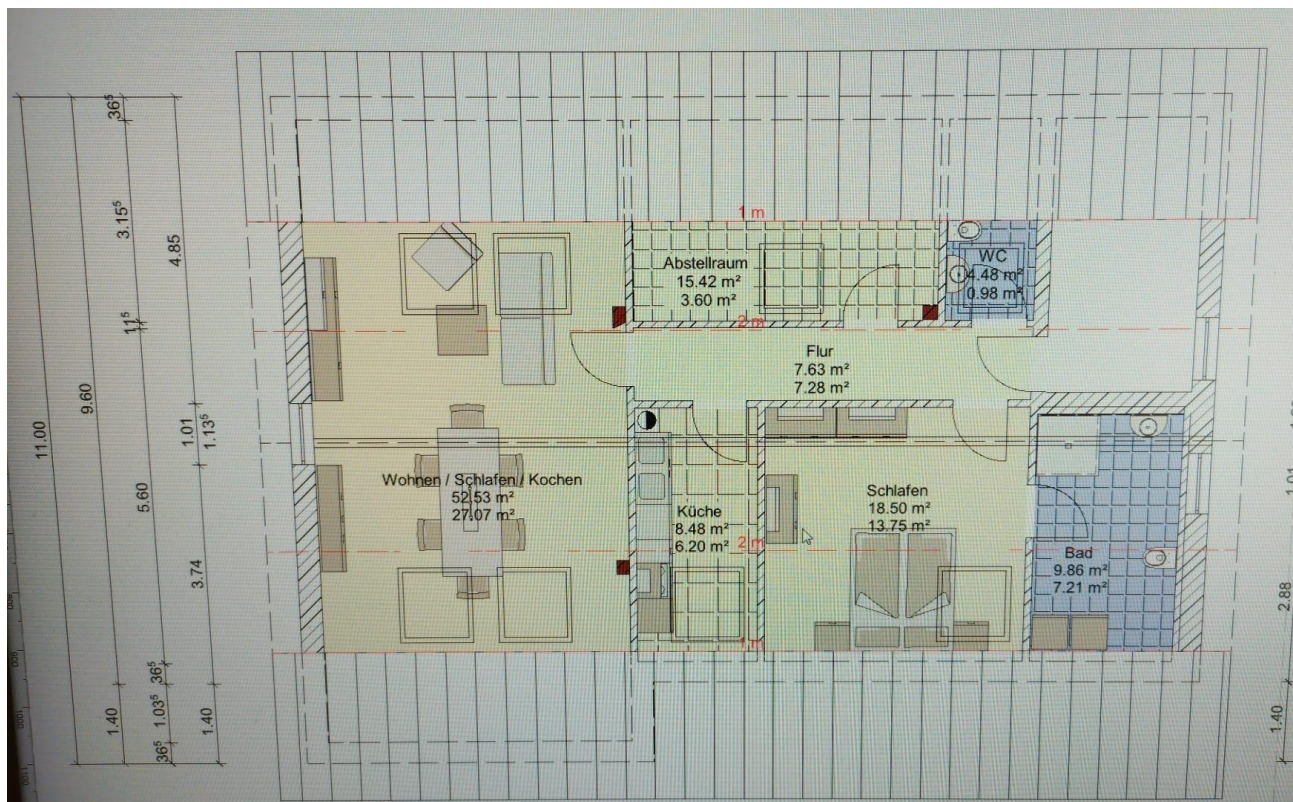 36⁵
3.15⁵
4.85
11⁵
9.60
11.00
1.01
1.13⁵
5.60
3.74
36⁵
1.40
1.03⁵
1.40
36⁵
1 m
Abstellraum
15.42 m²
3.60 m²
WC
4.48 m²
0.98 m²
2 m
Flur
7.63 m²
7.28 m²
Wohnen / Schlafen / Kochen
52.53 m²
27.07 m²
Küche
8.48 m²
6.20 m²
Schlafen
18.50 m²
13.75 m²
2 m
Bad
9.86 m²
7.21 m²
1 m
1.01
2.88
1.40